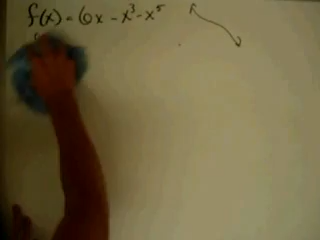 f(x) = 6x - x³ - x⁵